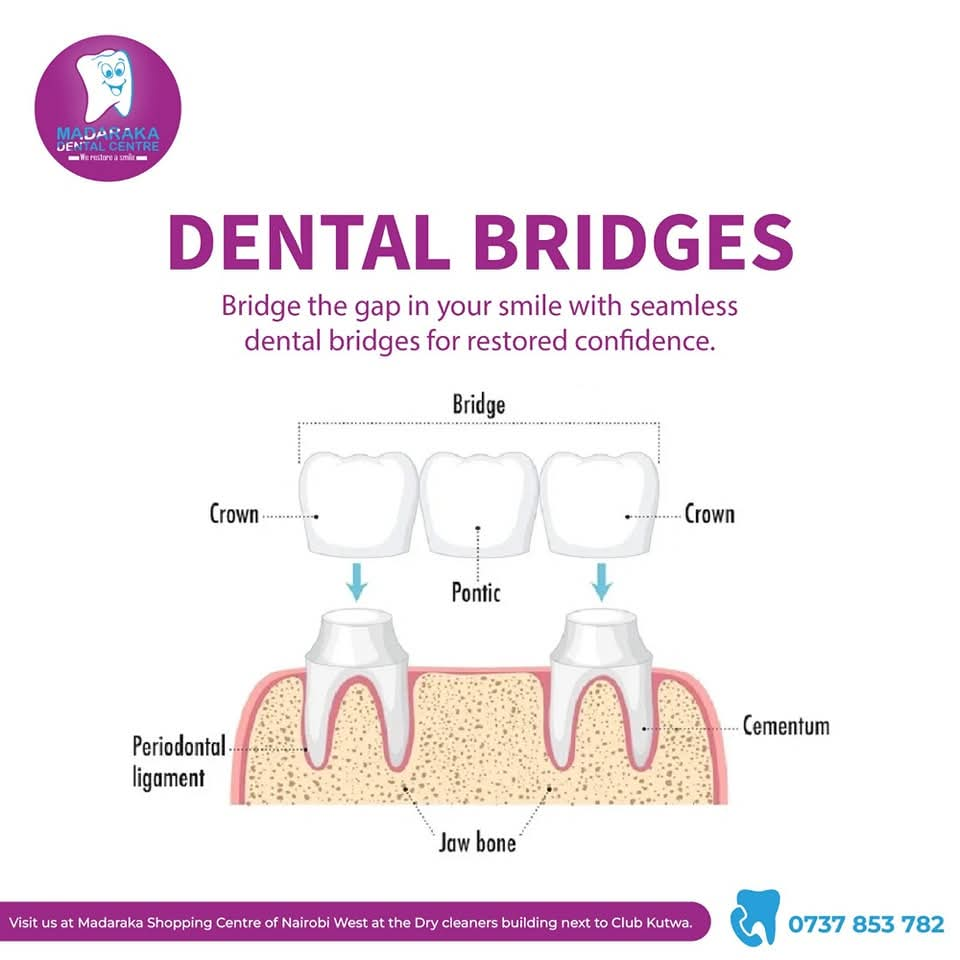 MADARAKA
DENTAL CENTRE
We restore a smile
DENTAL BRIDGES
Bridge the gap in your smile with seamless
dental bridges for restored confidence.
Bridge
Crown
Crown
Pontic
Cementum
Periodontal
ligament
Jaw bone
Visit us at Madaraka Shopping Centre of Nairobi West at the Dry cleaners building next to Club Kutwa.
0737 853 782